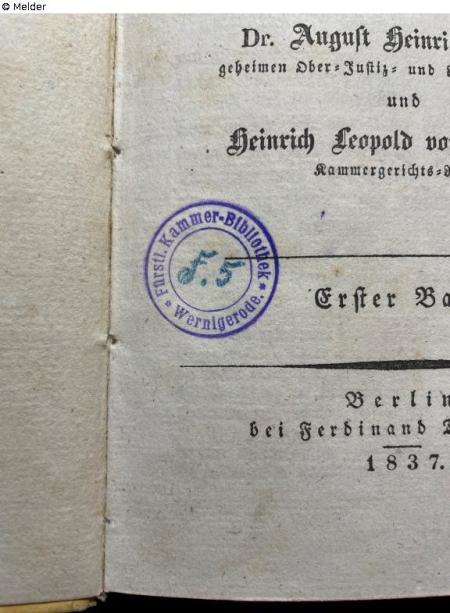 © Melder
Dr. August Heinri
geheimen Ober-Justiz- und
und
Heinrich Leopold vo
Kammergerichts-
Fürstl. Kammer-Bibliothek
F. 5
* Wernigerode. *
Erster Ba
Berlin
bei Ferdinand
1837.